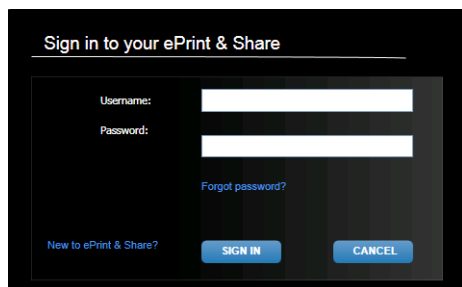 Sign in to your ePrint & Share
Username:
Password:
Forgot password?
New to ePrint & Share?
SIGN IN
CANCEL